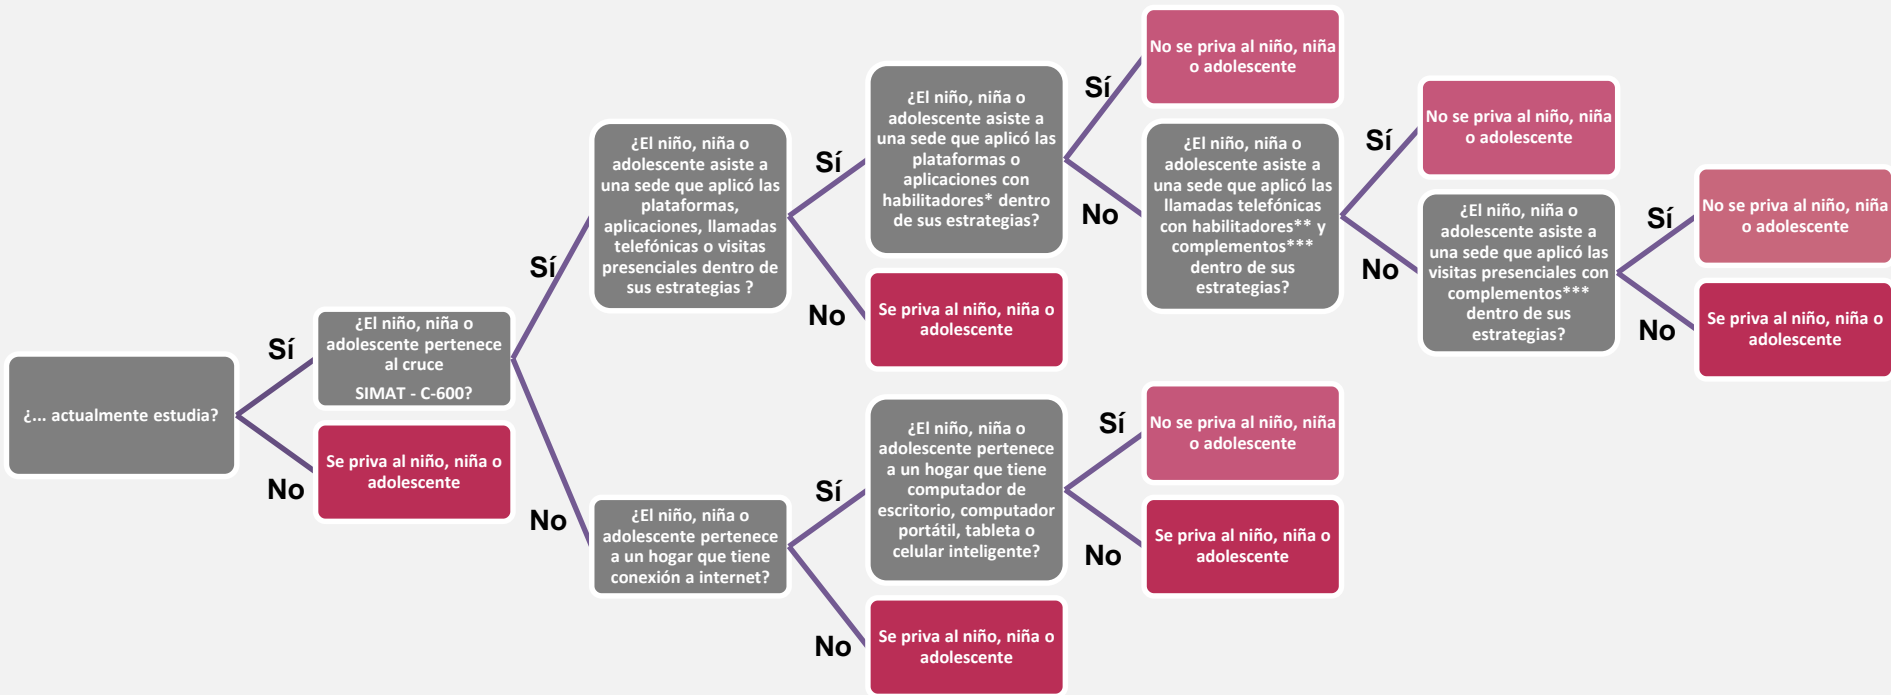 ¿... actualmente estudia?
Sí
No
¿El niño, niña o
adolescente pertenece
al cruce
SIMAT - C-600?
Se priva al niño, niña o
adolescente
Sí
No
¿El niño, niña o
adolescente asiste a
una sede que aplicó las
plataformas,
aplicaciones, llamadas
telefónicas o visitas
presenciales dentro de
sus estrategias ?
¿El niño, niña o
adolescente pertenece
a un hogar que tiene
conexión a internet?
Sí
No
¿El niño, niña o
adolescente asiste a
una sede que aplicó las
plataformas o
aplicaciones con
habilitadores* dentro
de sus estrategias?
Se priva al niño, niña o
adolescente
Sí
No
¿El niño, niña o
adolescente pertenece
a un hogar que tiene
computador de
escritorio, computador
portátil, tableta o
celular inteligente?
Se priva al niño, niña o
adolescente
Sí
No
No se priva al niño, niña
o adolescente
¿El niño, niña o
adolescente asiste a
una sede que aplicó las
llamadas telefónicas
con habilitadores** y
complementos***
dentro de sus
estrategias?
Sí
No
No se priva al niño, niña
o adolescente
Se priva al niño, niña o
adolescente
Sí
No
No se priva al niño, niña
o adolescente
¿El niño, niña o
adolescente asiste a
una sede que aplicó las
visitas presenciales con
complementos***
dentro de sus
estrategias?
Sí
No
No se priva al niño, niña
o adolescente
Se priva al niño, niña o
adolescente